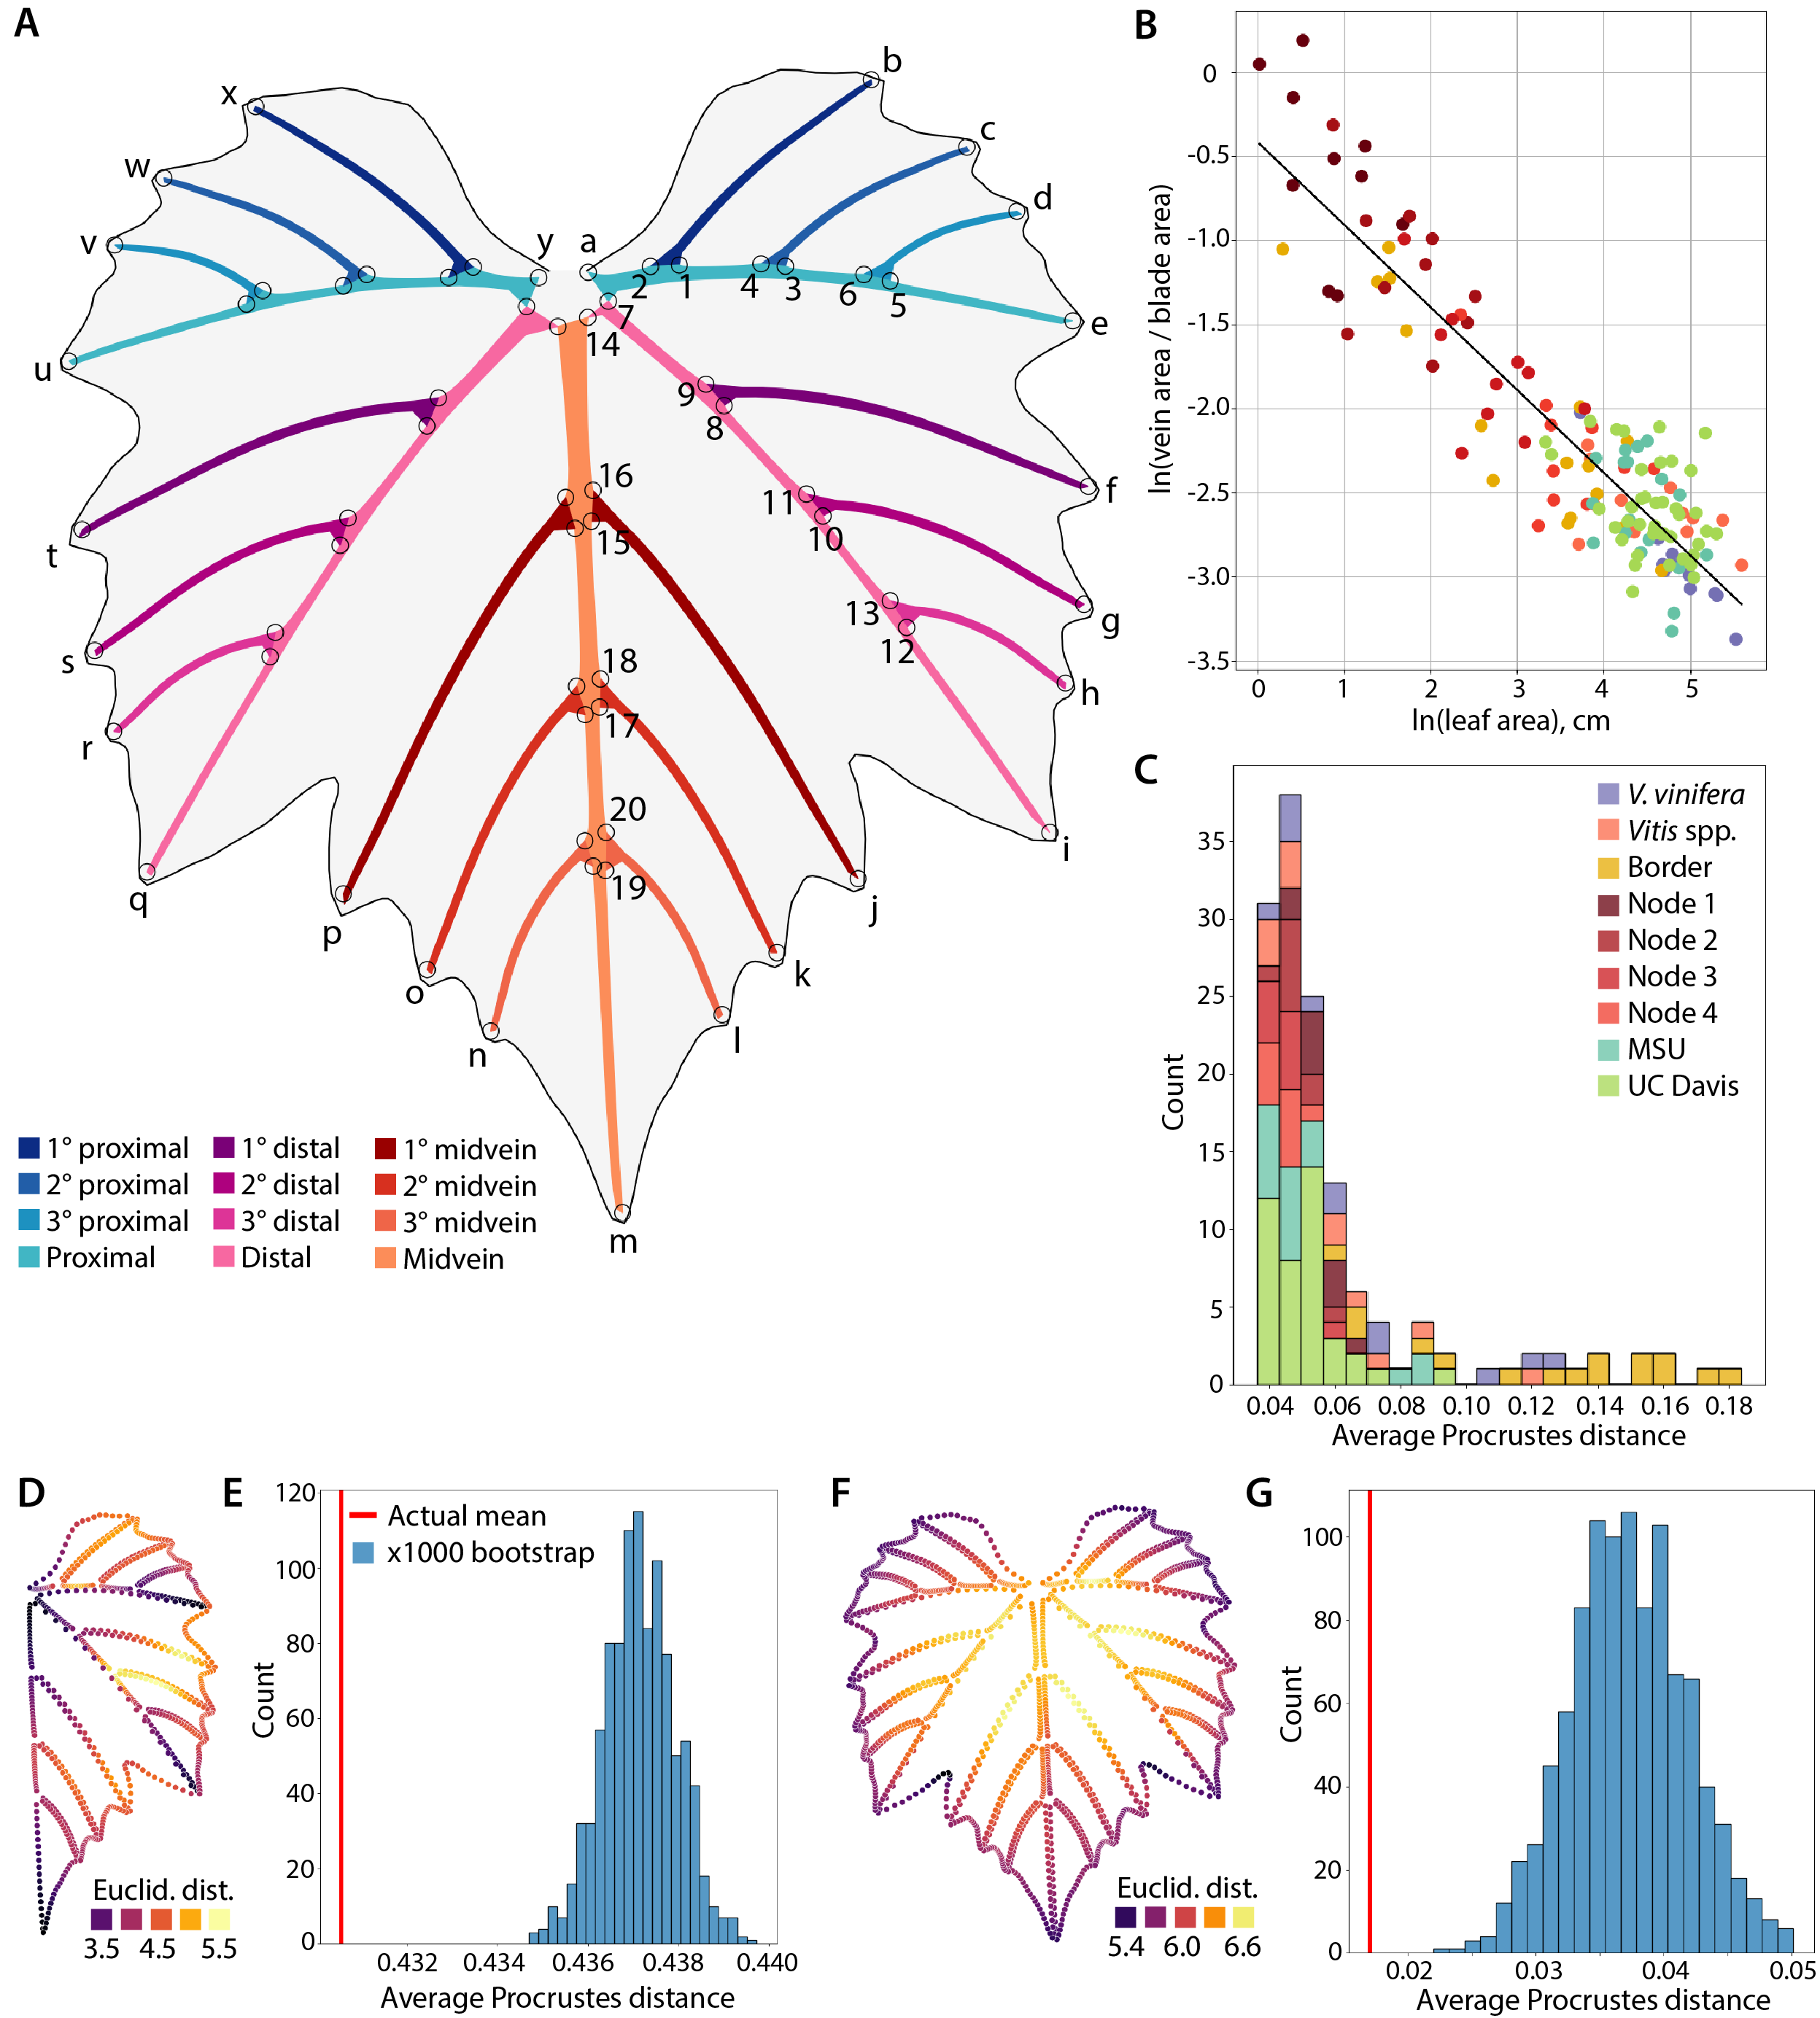 A
x
w
v
u
y
a
b
c
d
e
2
1
4
3
6
5
7
14
9
8
11
10
13
12
16
15
18
17
20
19
f
g
h
i
j
k
l
m
n
o
p
q
r
s
t
1° proximal
2° proximal
3° proximal
Proximal
1° distal
2° distal
3° distal
Distal
1° midvein
2° midvein
3° midvein
Midvein
B
ln(vein area / blade area)
0
-0.5
-1.0
-1.5
-2.0
-2.5
-3.0
-3.5
0 1 2 3 4 5
ln(leaf area), cm
C
Count
35
30
25
20
15
10
5
0
0.04 0.06 0.08 0.10 0.12 0.14 0.16 0.18
Average Procrustes distance
V. vinifera
Vitis spp.
Border
Node 1
Node 2
Node 3
Node 4
MSU
UC Davis
D
Euclid. dist.
3.5 4.5 5.5
E
Count
120
100
80
60
40
20
0
Actual mean
x1000 bootstrap
0.432 0.434 0.436 0.438 0.440
Average Procrustes distance
F
Euclid. dist.
5.4 6.0 6.6
G
Count
100
80
60
40
20
0
0.02 0.03 0.04 0.05
Average Procrustes distance